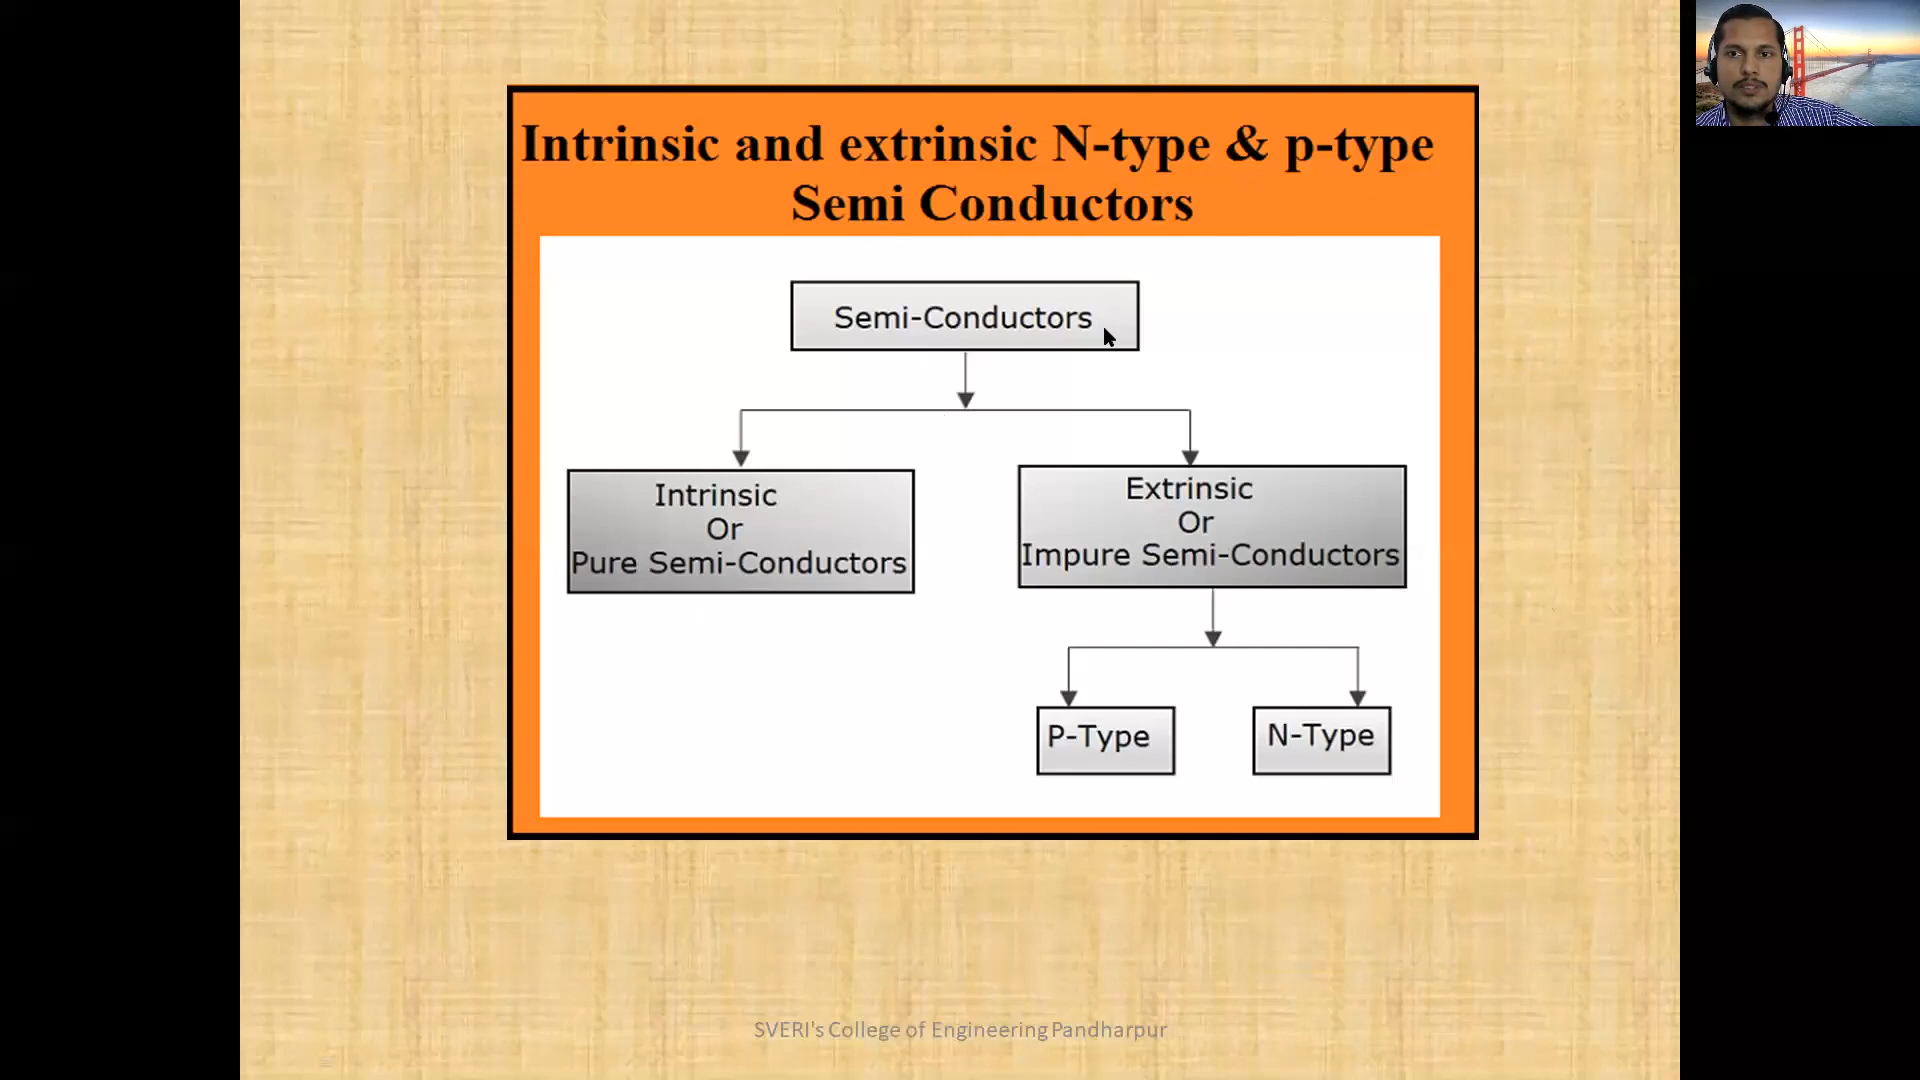 Intrinsic and extrinsic N-type & p-type
Semi Conductors
Semi-Conductors
Intrinsic
Or
Pure Semi-Conductors
Extrinsic
Or
Impure Semi-Conductors
P-Type
N-Type
SVERI's College of Engineering Pandharpur